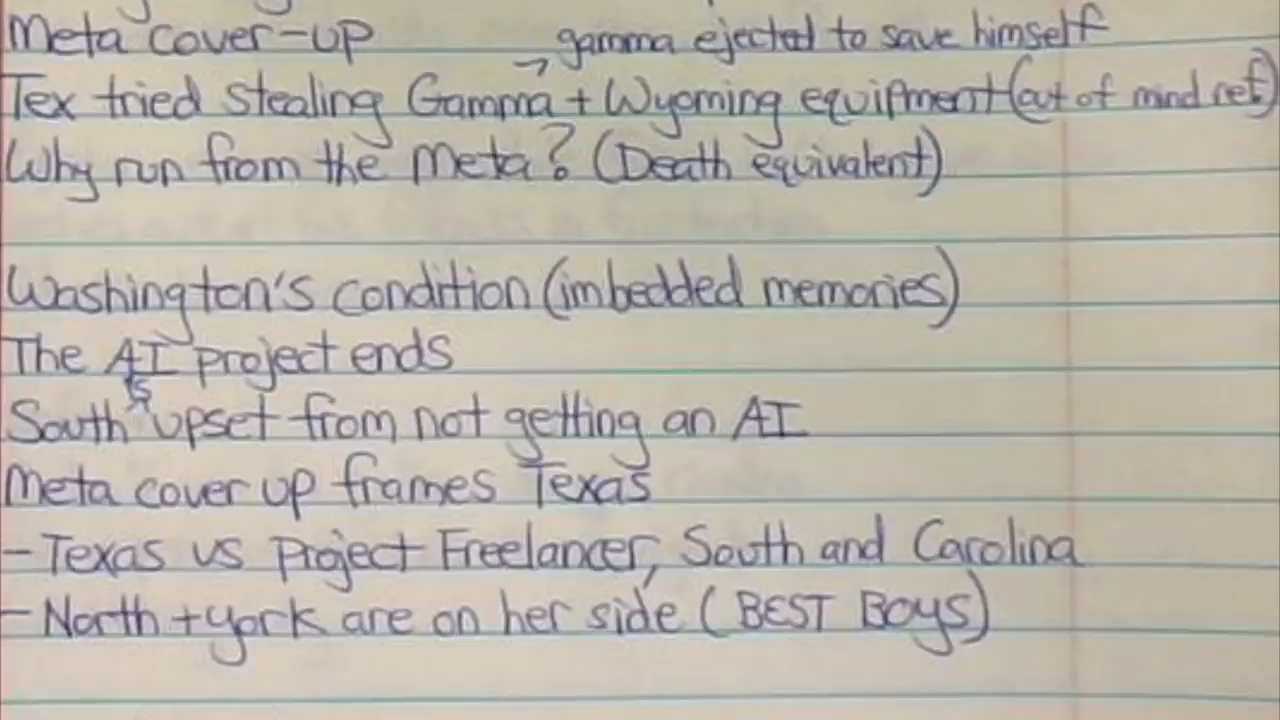 Meta cover-up
→ gamma ejected to save himself
Tex tried stealing Gamma + Wyoming equipment (out of mind ref)
Why run from the Meta? (Death equivalent)
Washington's condition (imbedded memories)
The AI project ends
South is upset from not getting an AI
Meta cover up frames Texas
- Texas vs Project Freelancer, South and Carolina
- North + york are on her side (BEST BOYS)